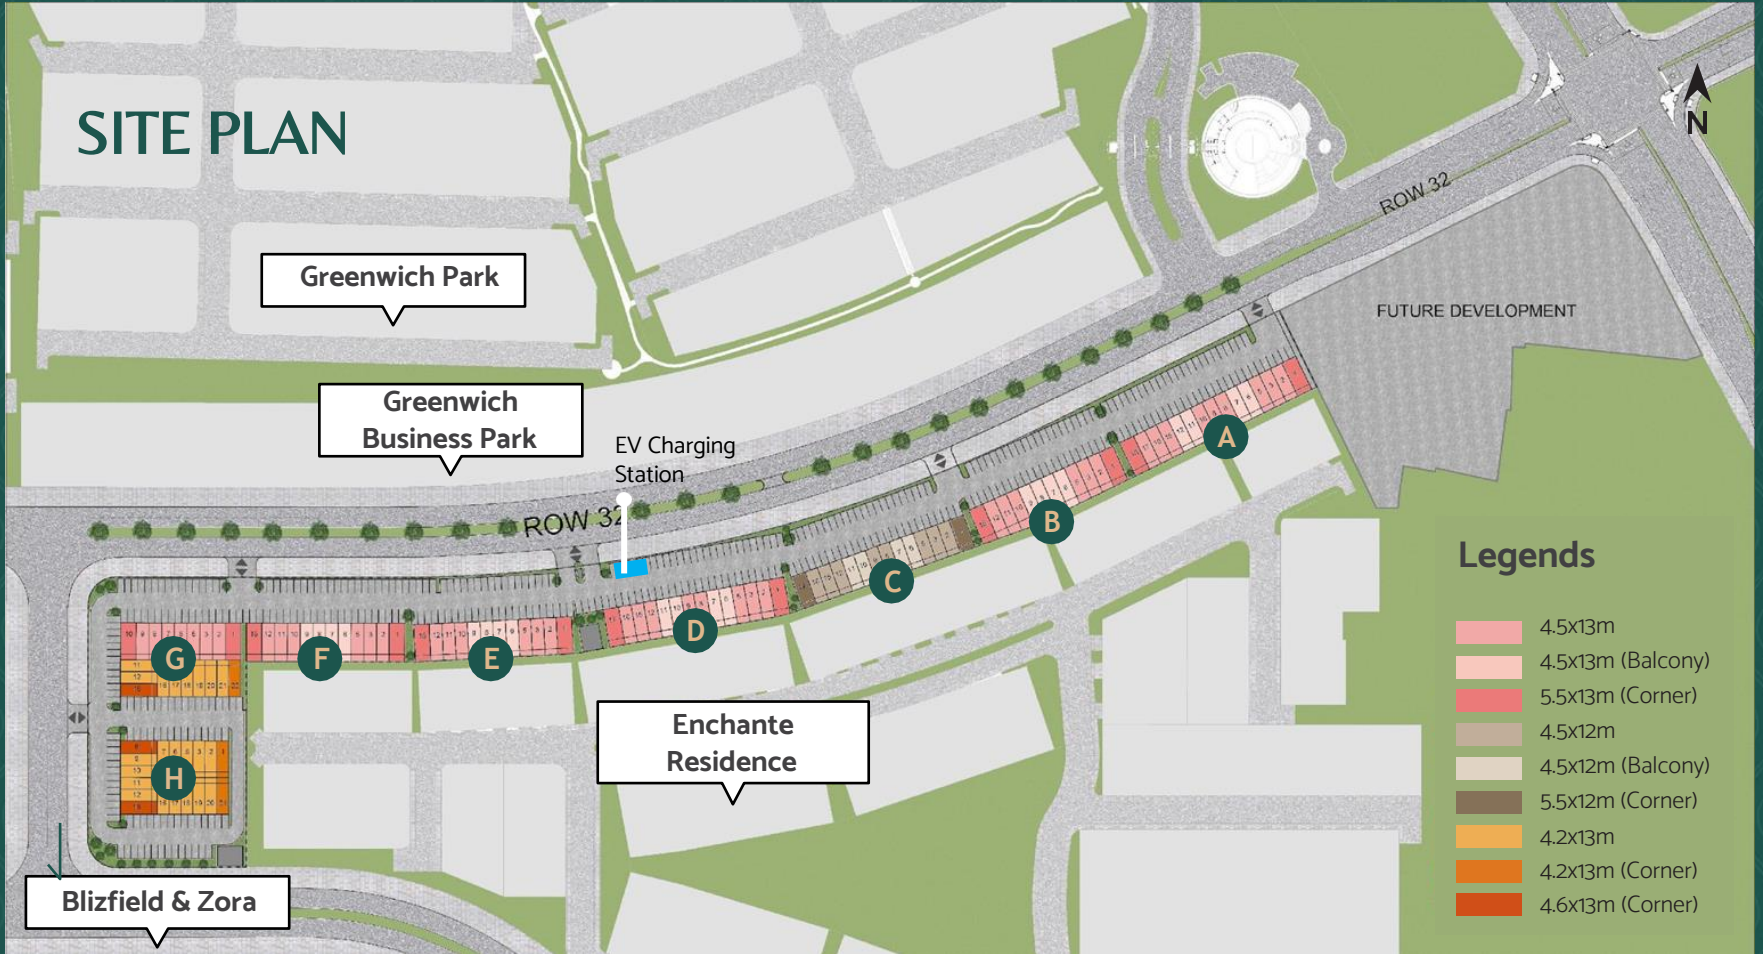 SITE PLAN
N
ROW 32
Greenwich Park
FUTURE DEVELOPMENT
Greenwich
Business Park
EV Charging
Station
ROW 32
A
B
C
D
E
F
G
H
Enchante
Residence
Blizfield & Zora
Legends
4.5x13m
4.5x13m (Balcony)
5.5x13m (Corner)
4.5x12m
4.5x12m (Balcony)
5.5x12m (Corner)
4.2x13m
4.2x13m (Corner)
4.6x13m (Corner)